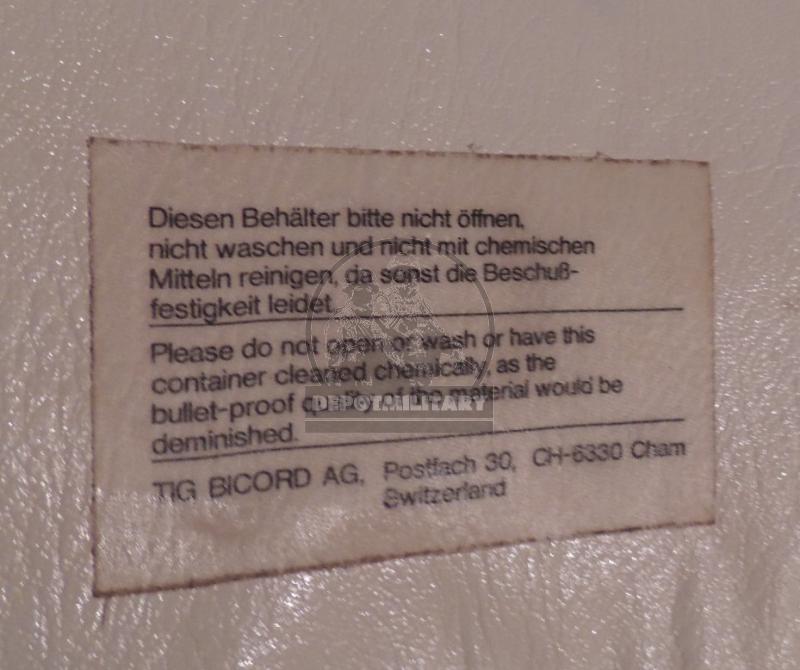 Diesen Behälter bitte nicht öffnen,
nicht waschen und nicht mit chemischen
Mitteln reinigen, da sonst die Beschuß-
festigkeit leidet.
Please do not open or wash or have this
container cleaned chemically, as the
bullet-proof quality of the material would be
deminished.
TIG BICORD AG, Postfach 30, CH-6330 Cham
Switzerland
DEPOTMILITARY